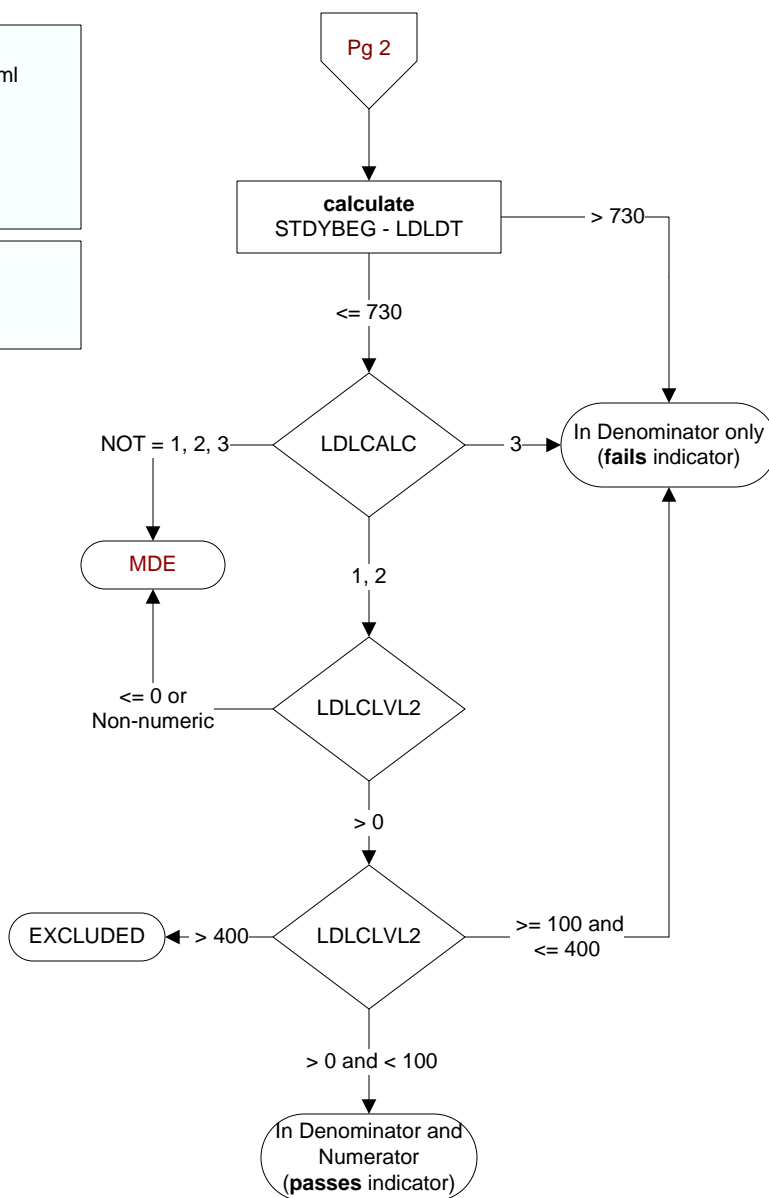 Pg 2
ml
calculate
STDYBEG - LDLDT
> 730
<= 730
LDLCALC
NOT = 1, 2, 3
3
In Denominator only
(fails indicator)
MDE
1, 2
LDLCLVL2
<= 0 or
Non-numeric
> 0
LDLCLVL2
EXCLUDED
> 400
>= 100 and
<= 400
> 0 and < 100
In Denominator and
Numerator
(passes indicator)